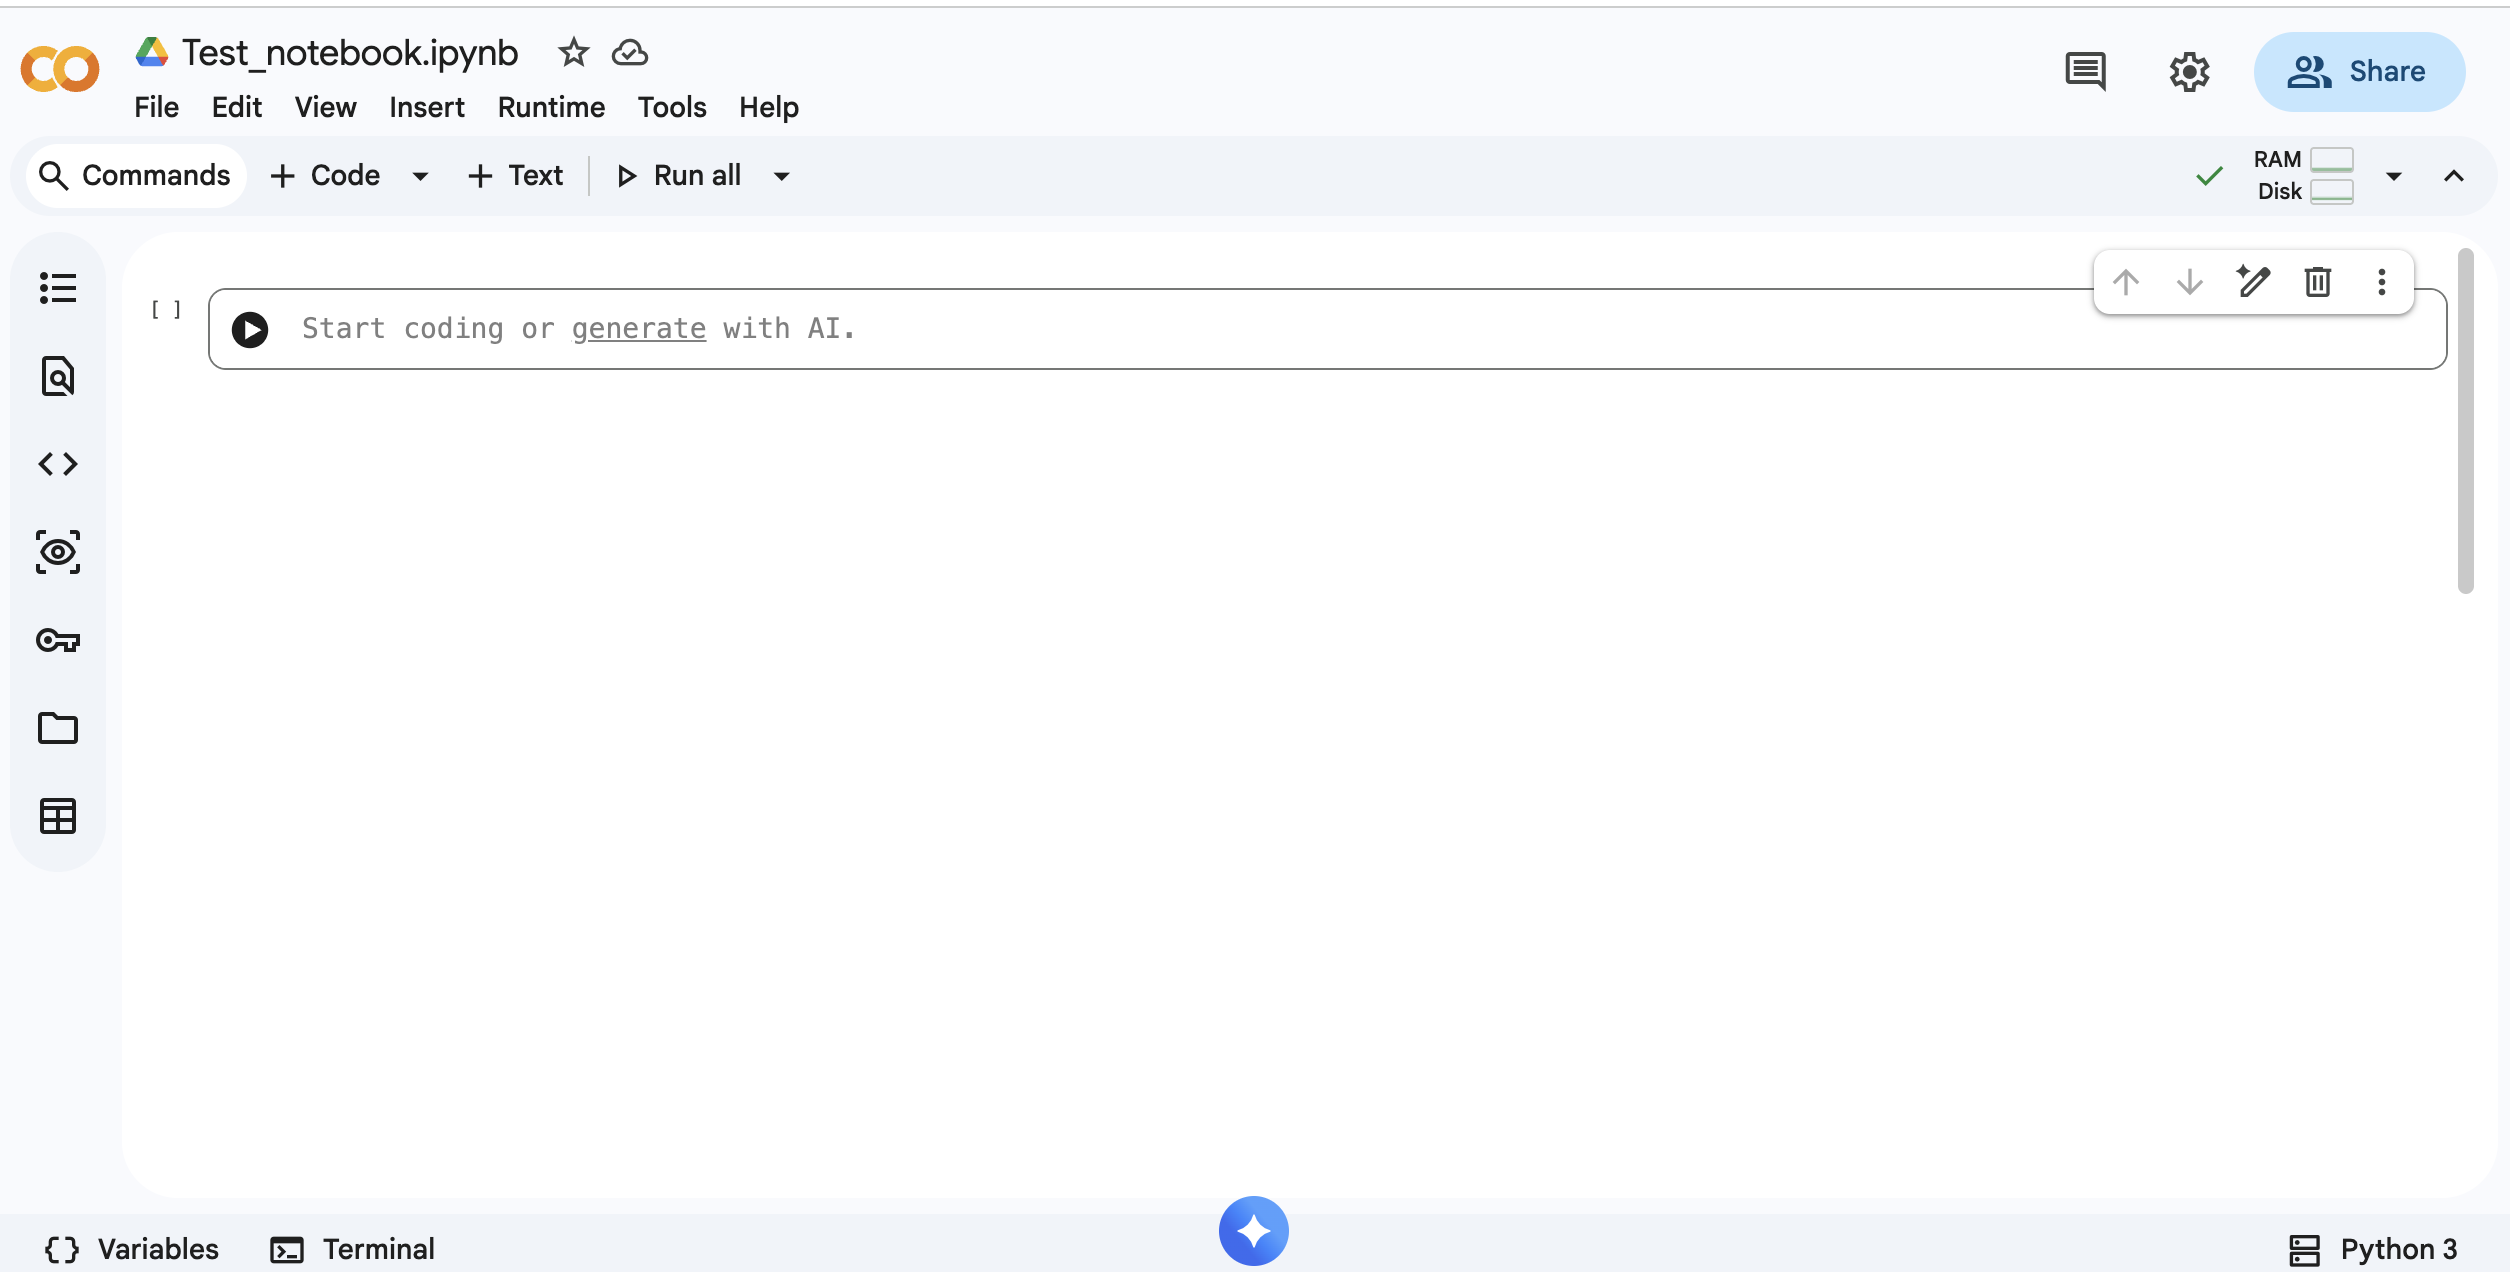 Test_notebook.ipynb
File Edit View Insert Runtime Tools Help
Share
Commands + Code + Text Run all
RAM
Disk
[ ]
Start coding or generate with AI.
{} Variables
Terminal
Python 3